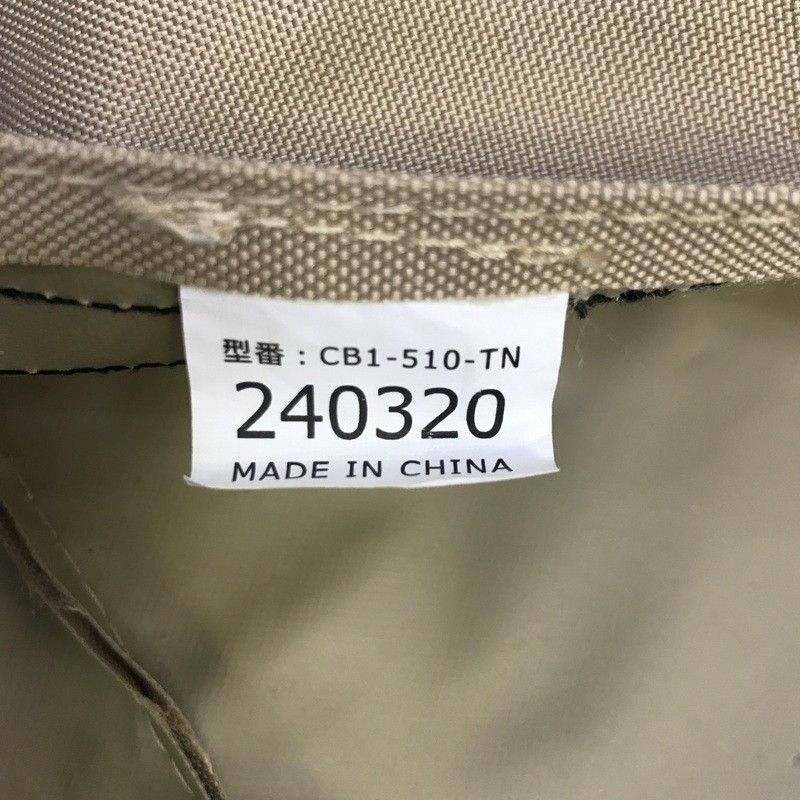 型番 : CB1-510-TN
240320
MADE IN CHINA